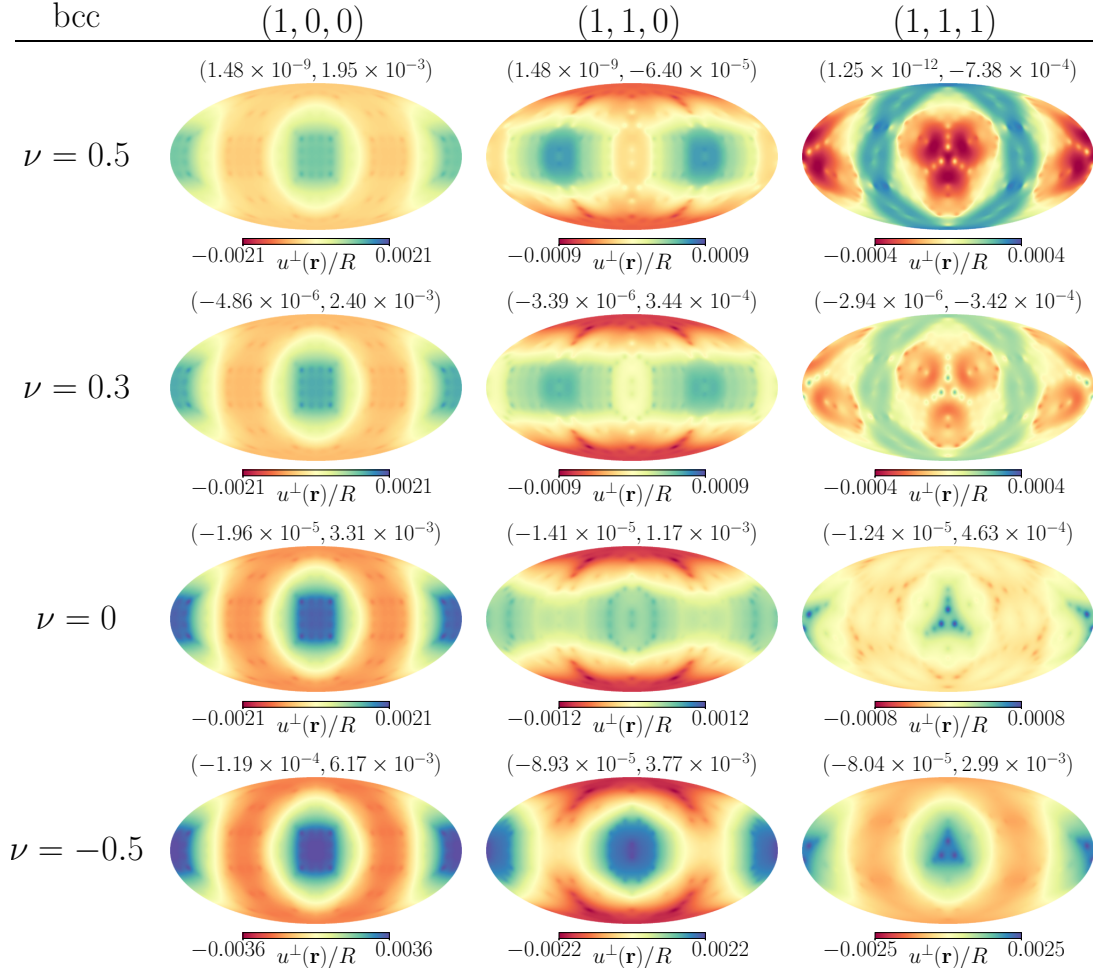 bcc (1, 0, 0) (1, 1, 0) (1, 1, 1)
(1.48 × 10⁻⁹, 1.95 × 10⁻³) (1.48 × 10⁻⁹, −6.40 × 10⁻⁵) (1.25 × 10⁻¹², −7.38 × 10⁻⁴)
ν = 0.5
−0.0021 u⊥(r)/R 0.0021 −0.0009 u⊥(r)/R 0.0009 −0.0004 u⊥(r)/R 0.0004
(−4.86 × 10⁻⁶, 2.40 × 10⁻³) (−3.39 × 10⁻⁶, 3.44 × 10⁻⁴) (−2.94 × 10⁻⁶, −3.42 × 10⁻⁴)
ν = 0.3
−0.0021 u⊥(r)/R 0.0021 −0.0009 u⊥(r)/R 0.0009 −0.0004 u⊥(r)/R 0.0004
(−1.96 × 10⁻⁵, 3.31 × 10⁻³) (−1.41 × 10⁻⁵, 1.17 × 10⁻³) (−1.24 × 10⁻⁵, 4.63 × 10⁻⁴)
ν = 0
−0.0021 u⊥(r)/R 0.0021 −0.0012 u⊥(r)/R 0.0012 −0.0008 u⊥(r)/R 0.0008
(−1.19 × 10⁻⁴, 6.17 × 10⁻³) (−8.93 × 10⁻⁵, 3.77 × 10⁻³) (−8.04 × 10⁻⁵, 2.99 × 10⁻³)
ν = −0.5
−0.0036 u⊥(r)/R 0.0036 −0.0022 u⊥(r)/R 0.0022 −0.0025 u⊥(r)/R 0.0025